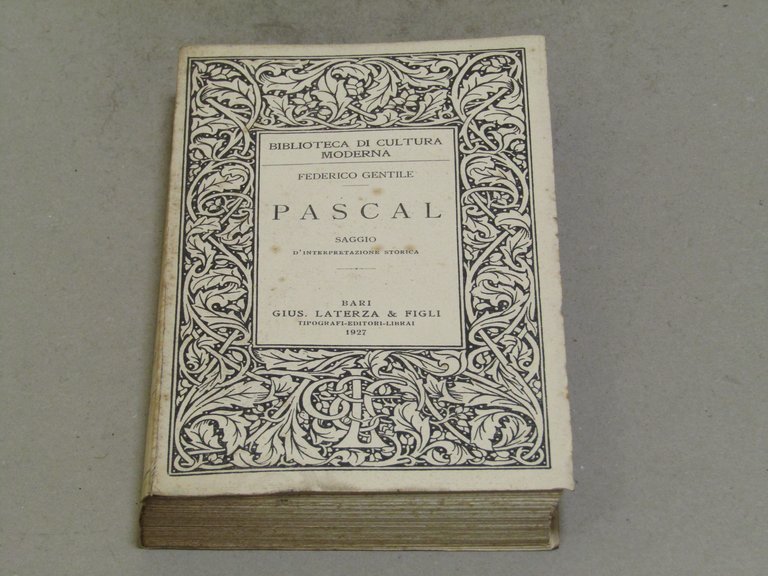 BIBLIOTECA DI CULTURA
MODERNA
FEDERICO GENTILE
PASCAL
SAGGIO
D'INTERPRETAZIONE STORICA
BARI
GIUS. LATERZA & FIGLI
TIPOGRAFI-EDITORI-LIBRAI
1927